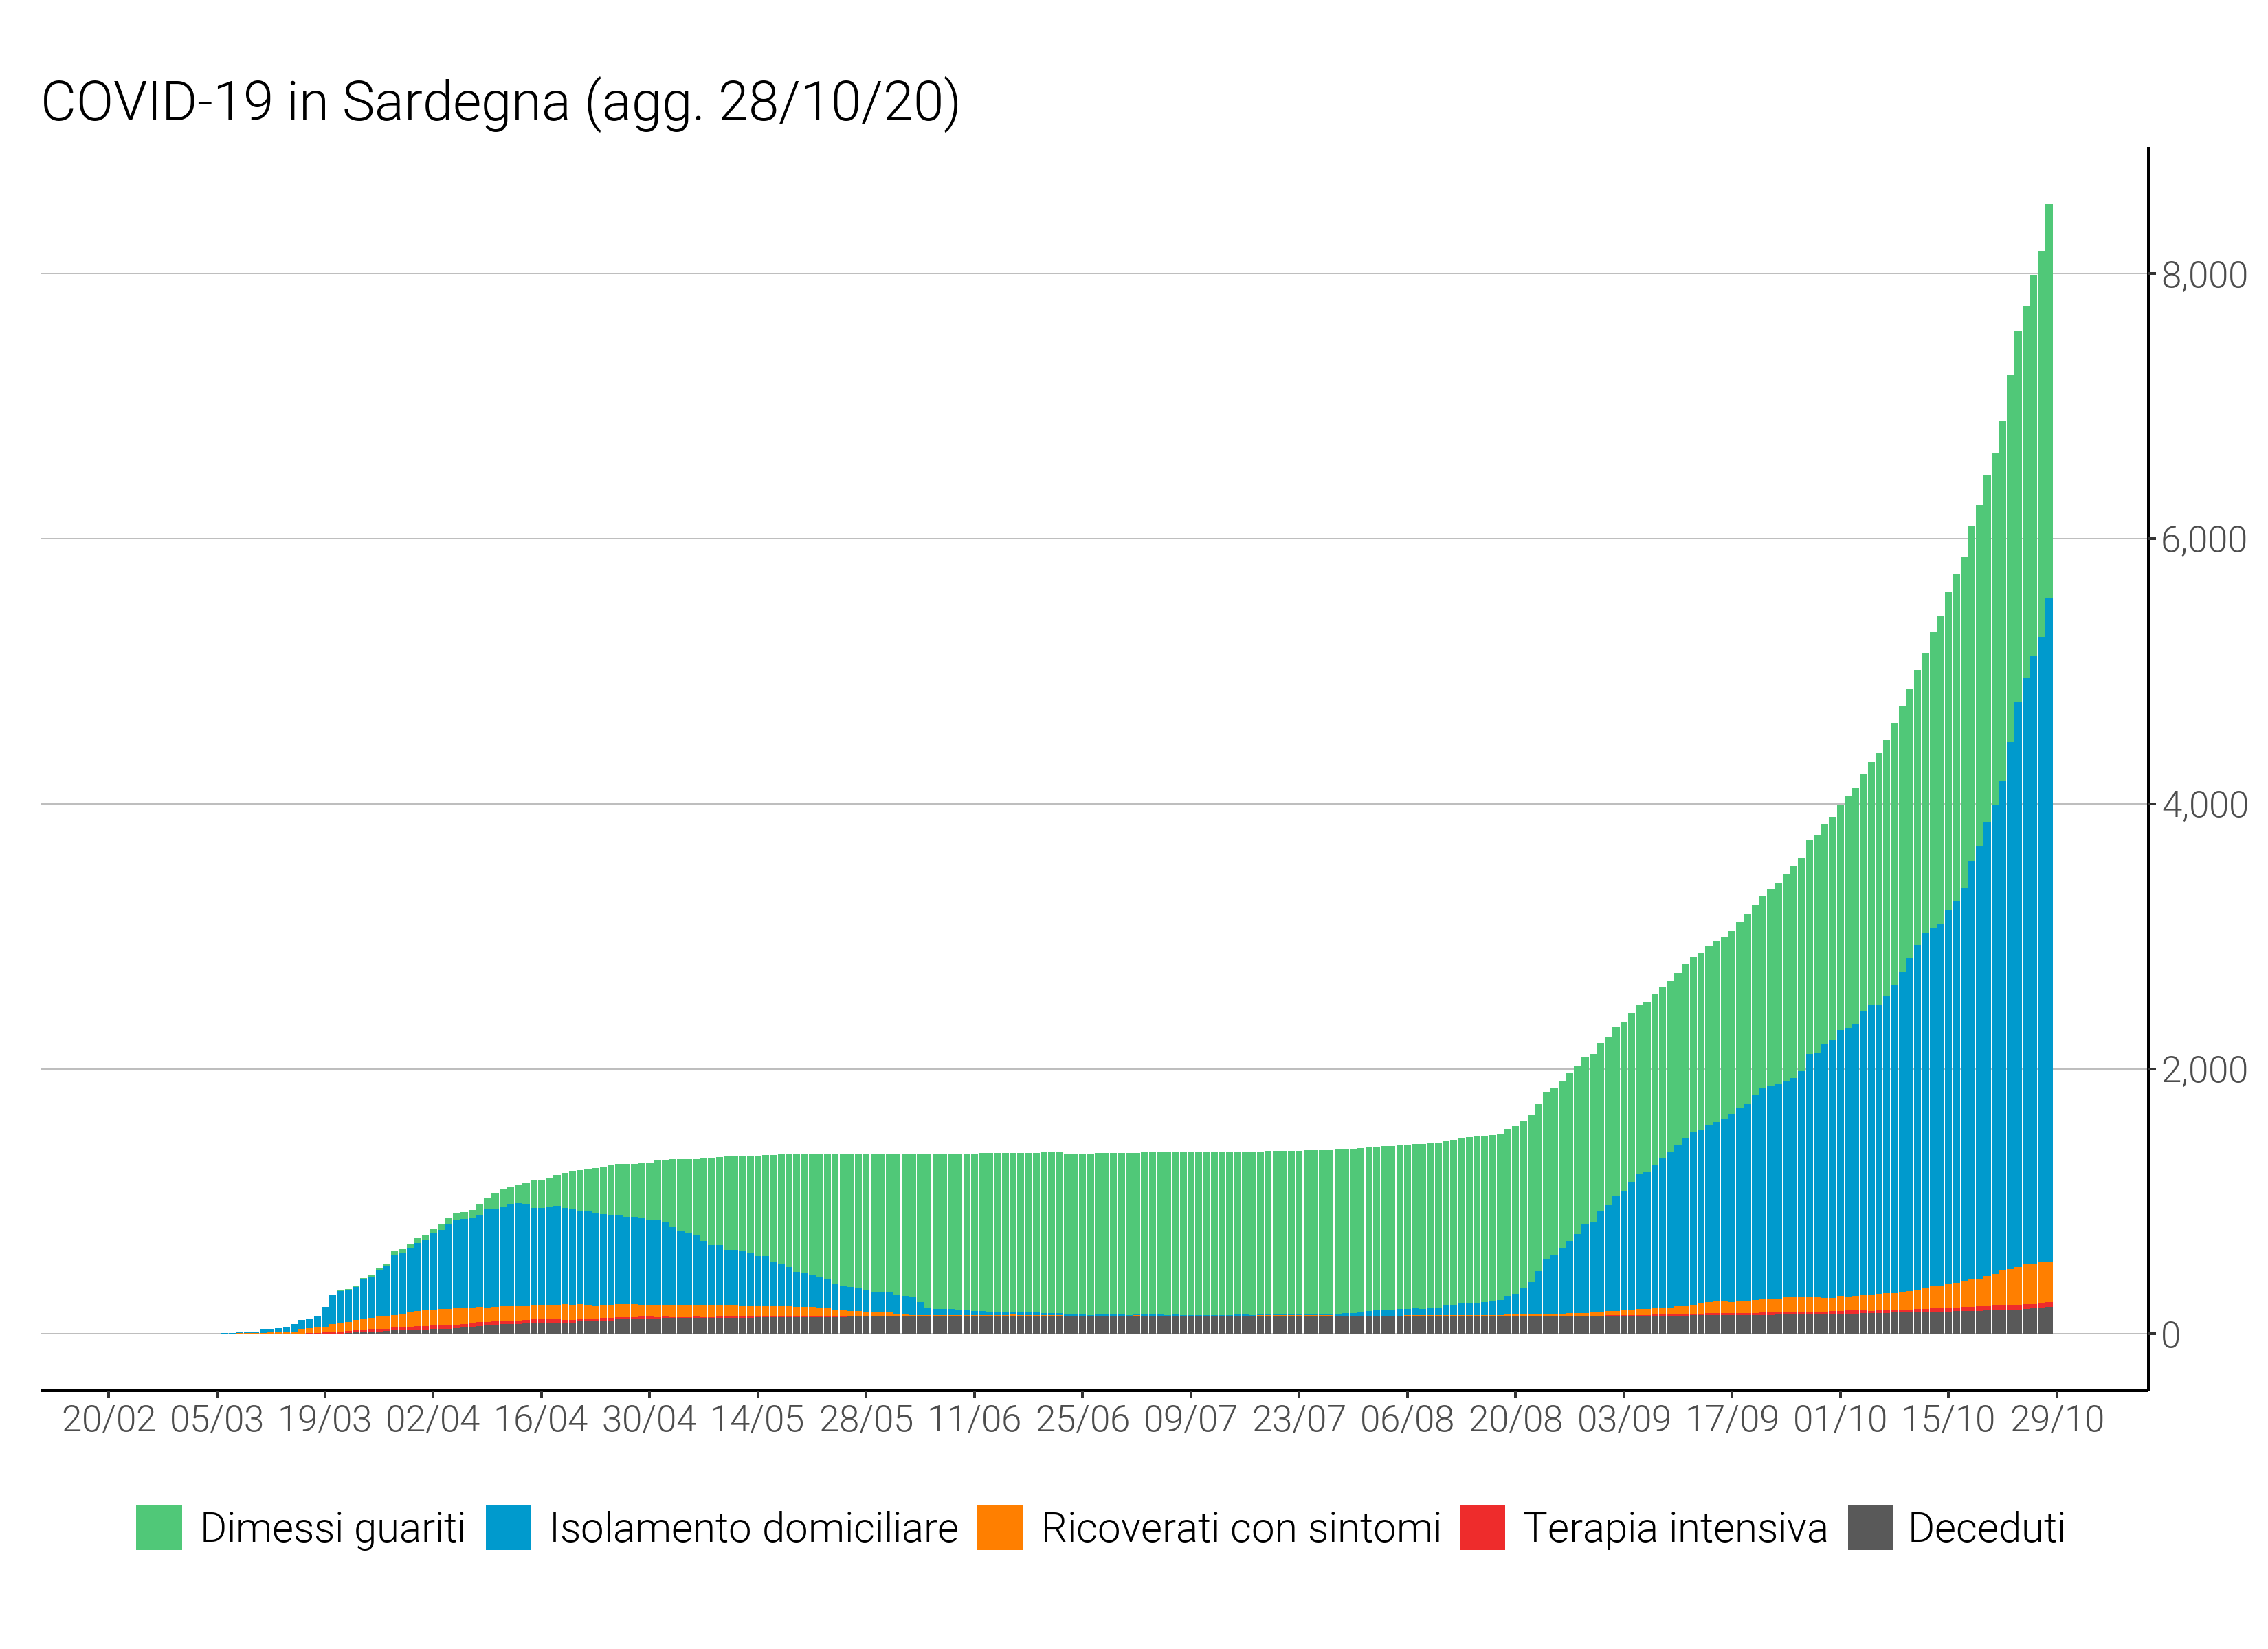 COVID-19 in Sardegna (agg. 28/10/20)
8,000
6,000
4,000
2,000
0
20/02 05/03 19/03 02/04 16/04 30/04 14/05 28/05 11/06 25/06 09/07 23/07 06/08 20/08 03/09 17/09 01/10 15/10 29/10
Dimessi guariti Isolamento domiciliare Ricoverati con sintomi Terapia intensiva Deceduti